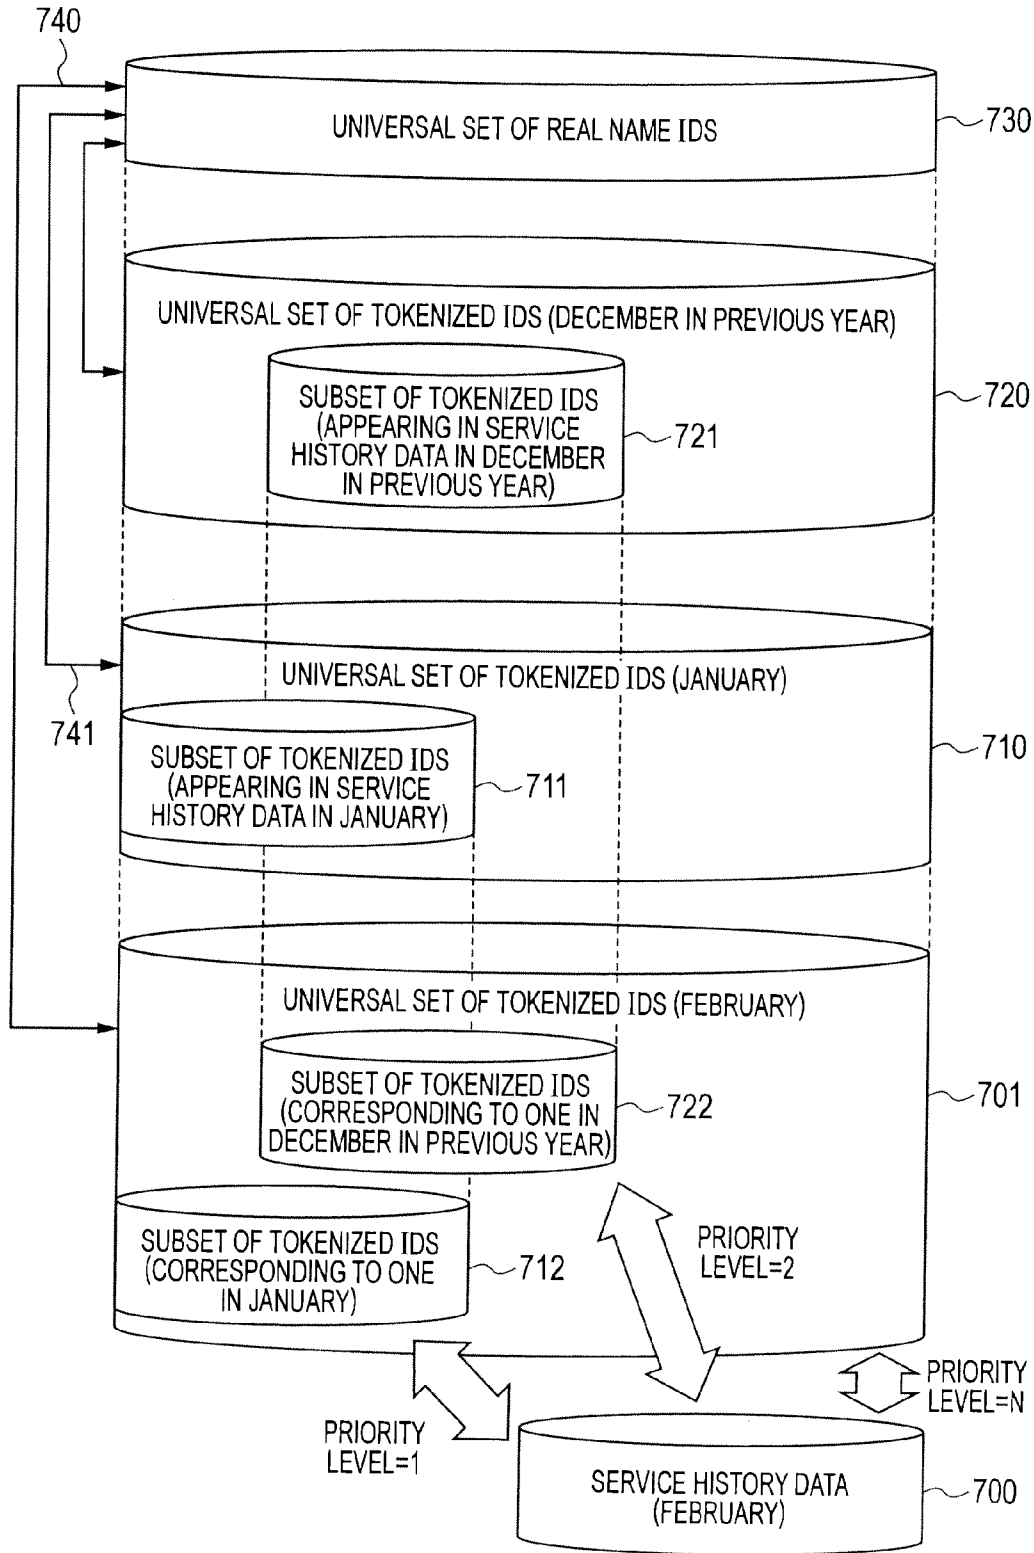 740
UNIVERSAL SET OF REAL NAME IDS
730
UNIVERSAL SET OF TOKENIZED IDS (DECEMBER IN PREVIOUS YEAR)
SUBSET OF TOKENIZED IDS
(APPEARING IN SERVICE
HISTORY DATA IN DECEMBER
IN PREVIOUS YEAR)
721
720
UNIVERSAL SET OF TOKENIZED IDS (JANUARY)
741
SUBSET OF TOKENIZED IDS
(APPEARING IN SERVICE
HISTORY DATA IN JANUARY)
711
710
UNIVERSAL SET OF TOKENIZED IDS (FEBRUARY)
SUBSET OF TOKENIZED IDS
(CORRESPONDING TO ONE IN
DECEMBER IN PREVIOUS YEAR)
722
701
SUBSET OF TOKENIZED IDS
(CORRESPONDING TO ONE
IN JANUARY)
712
PRIORITY
LEVEL=2
PRIORITY
LEVEL=N
PRIORITY
LEVEL=1
SERVICE HISTORY DATA
(FEBRUARY)
700